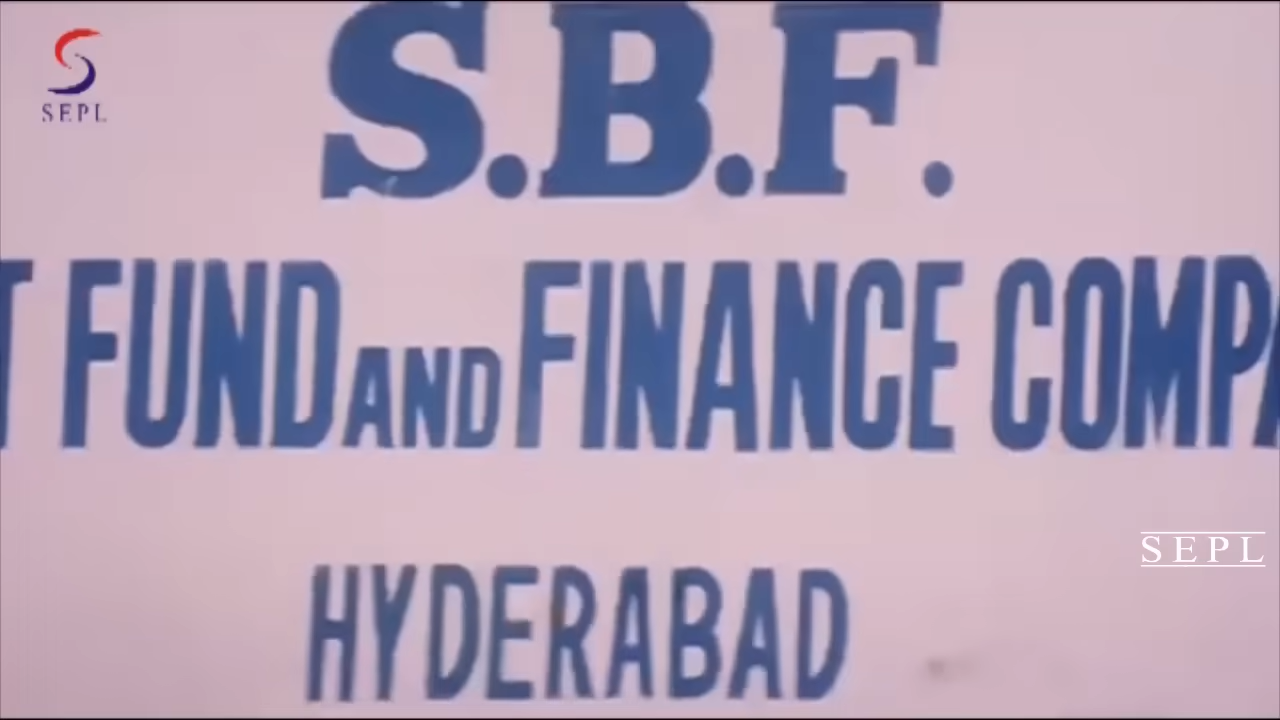 SEPL
S.B.F.
T FUND AND FINANCE COMPA
SEPL
HYDERABAD